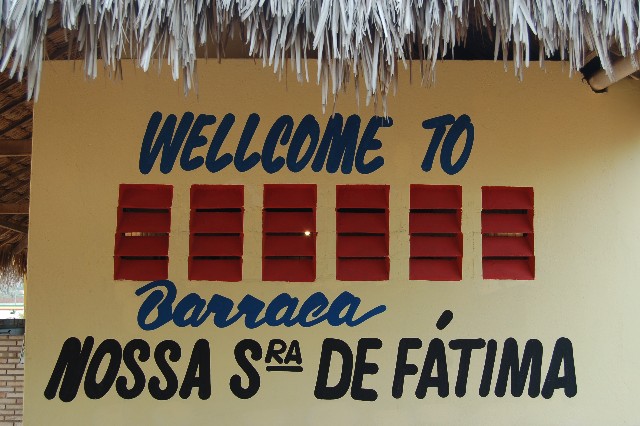 WELLCOME TO
Barraca
NOSSA SRA DE FÁTIMA